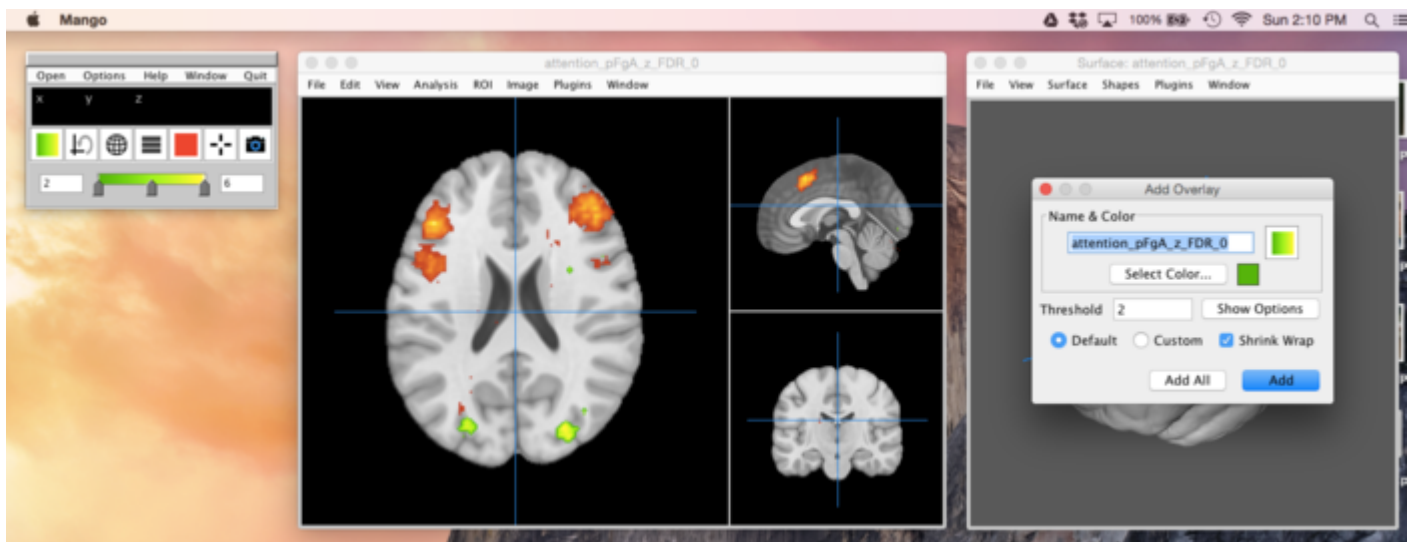 Mango 100% Sun 2:10 PM
Open Options Help Window Quit
x y z
2 6
attention_pFgA_z_FDR_0
File Edit View Analysis ROI Image Plugins Window
Surface: attention_pFgA_z_FDR_0
File View Surface Shapes Plugins Window
Add Overlay
Name & Color
attention_pFgA_z_FDR_0
Select Color...
Threshold 2 Show Options
Default Custom Shrink Wrap
Add All Add